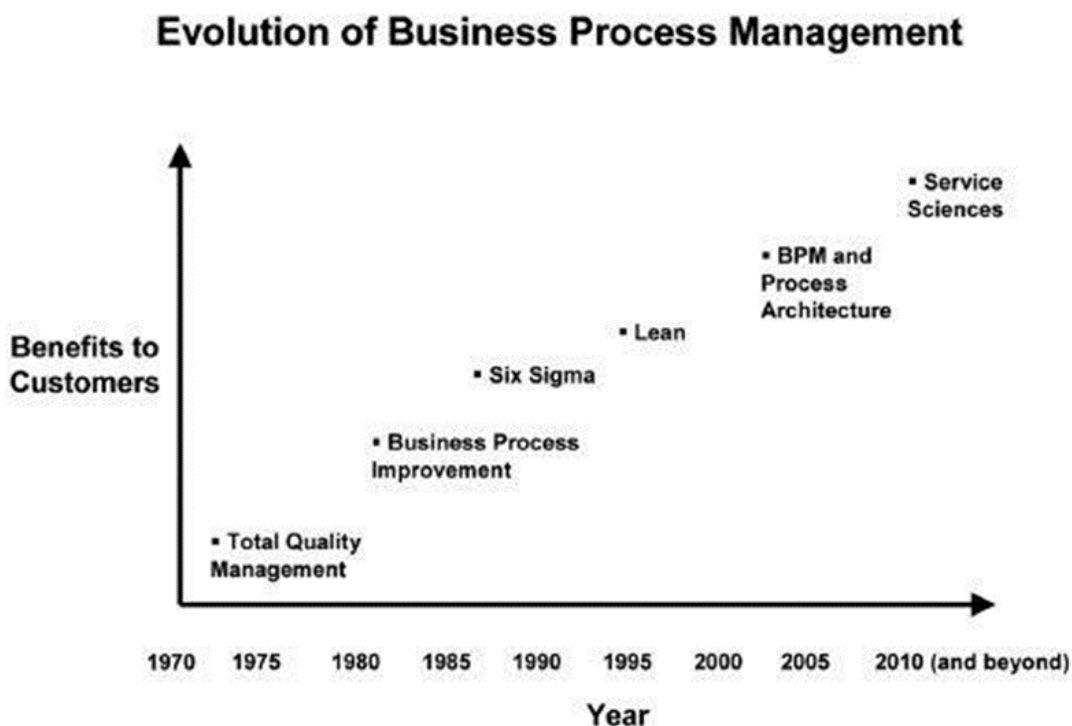 Evolution of Business Process Management
▪ Service
Sciences
▪ BPM and
Process
Architecture
▪ Lean
Benefits to
Customers
▪ Six Sigma
▪ Business Process
Improvement
▪ Total Quality
Management
1970 1975 1980 1985 1990 1995 2000 2005 2010 (and beyond)
Year